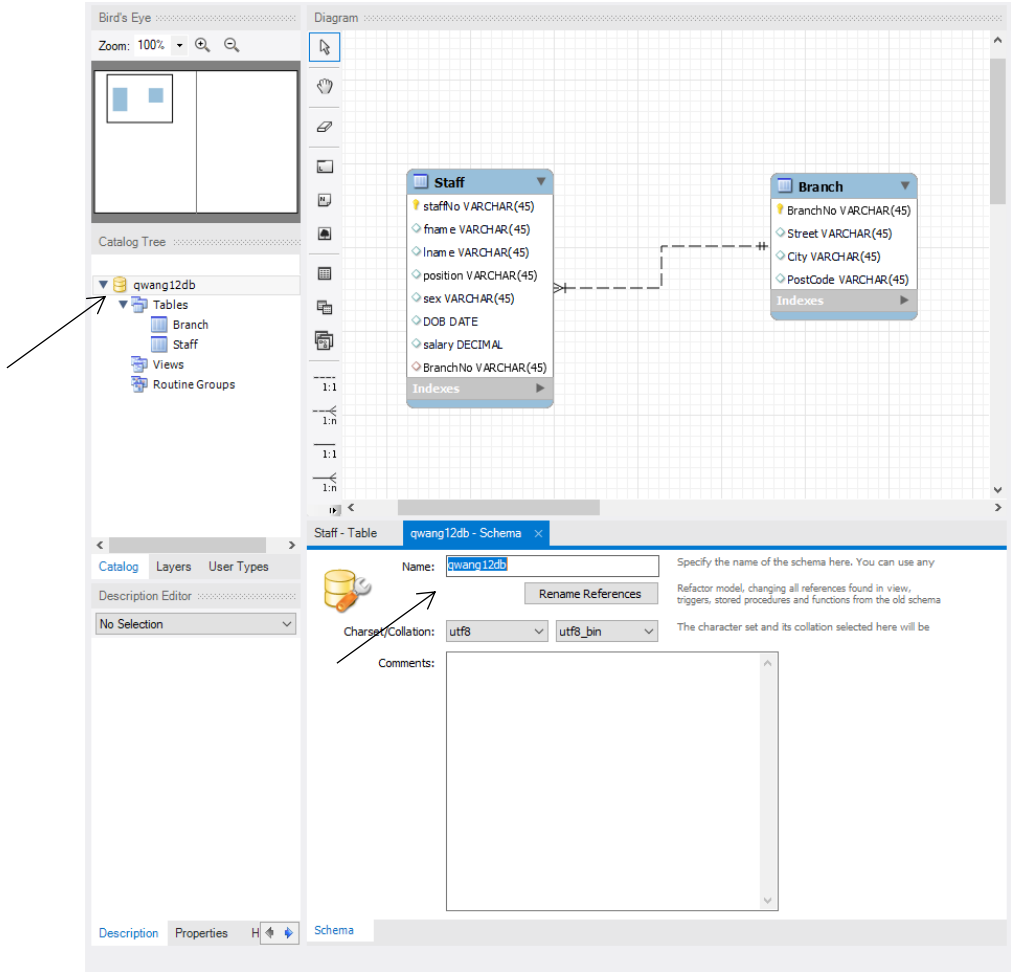 Bird's Eye
Zoom: 100%
Catalog Tree
qwang12db
Tables
Branch
Staff
Views
Routine Groups
Catalog Layers User Types
Description Editor
No Selection
Description Properties H
Diagram
1:1
1:n
1:1
1:n
Staff
staffNo VARCHAR(45)
fname VARCHAR(45)
lname VARCHAR(45)
position VARCHAR(45)
sex VARCHAR(45)
DOB DATE
salary DECIMAL
BranchNo VARCHAR(45)
Indexes
Branch
BranchNo VARCHAR(45)
Street VARCHAR(45)
City VARCHAR(45)
PostCode VARCHAR(45)
Indexes
Staff - Table qwang12db - Schema
Name: qwang12db Specify the name of the schema here. You can use any
Rename References Refactor model, changing all references found in view,
triggers, stored procedures and functions from the old schema
Charset/Collation: utf8 utf8_bin The character set and its collation selected here will be
Comments:
Schema